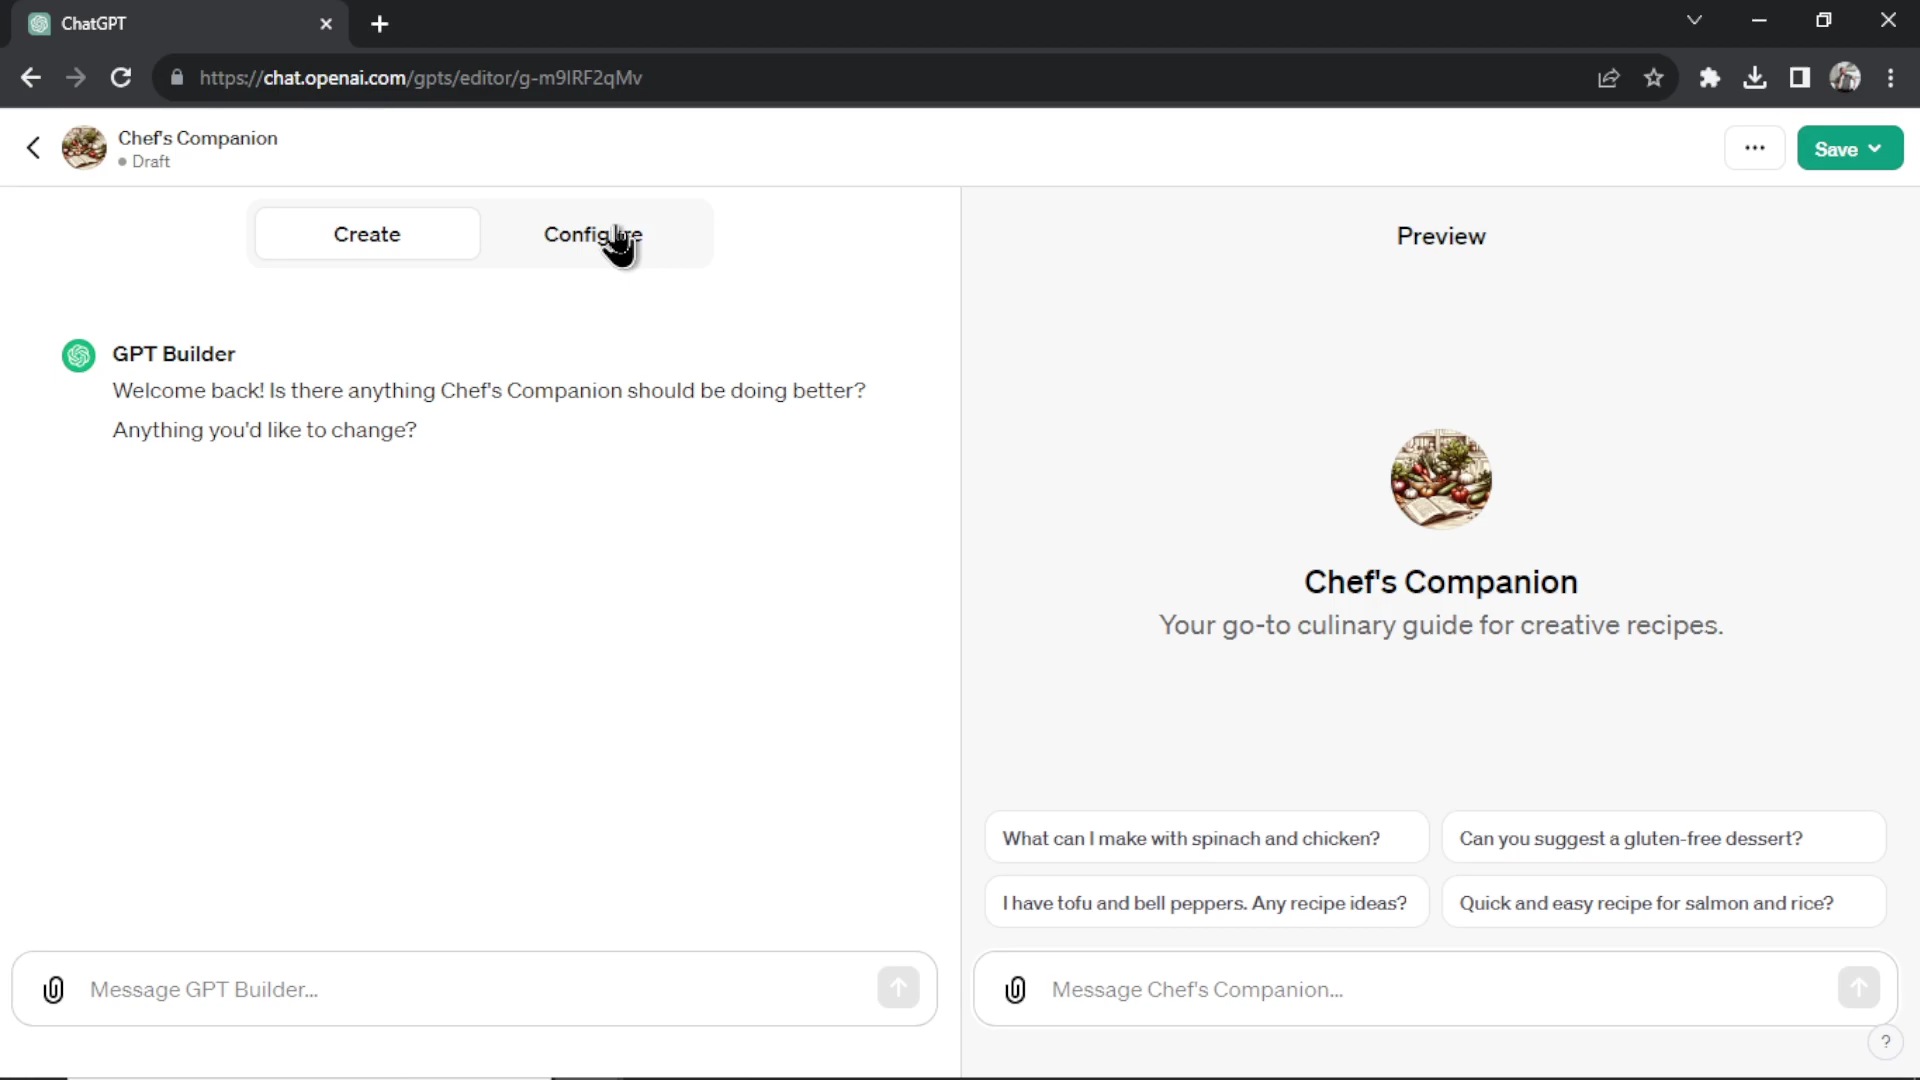 ChatGPT
https://chat.openai.com/gpts/editor/g-m9IRF2qMv
Chef's Companion
Draft
Save
Create
Configure
Preview
GPT Builder
Welcome back! Is there anything Chef's Companion should be doing better?
Anything you'd like to change?
Chef's Companion
Your go-to culinary guide for creative recipes.
What can I make with spinach and chicken?
Can you suggest a gluten-free dessert?
I have tofu and bell peppers. Any recipe ideas?
Quick and easy recipe for salmon and rice?
Message GPT Builder...
Message Chef's Companion...
?